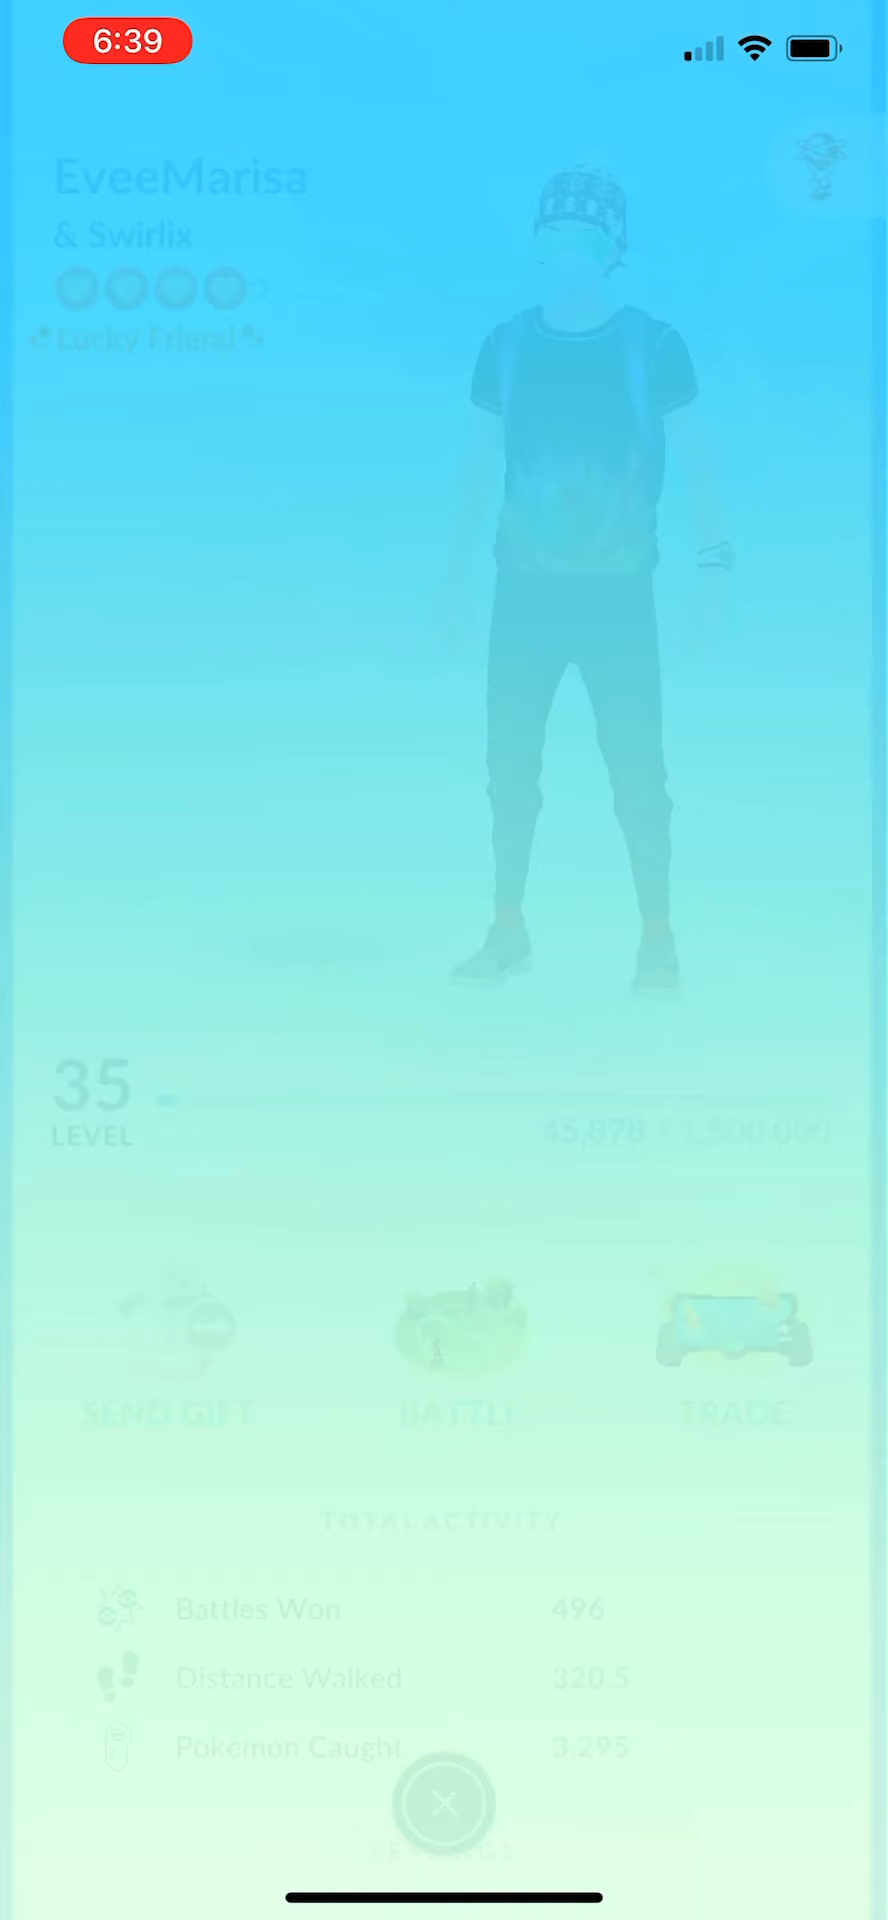 6:39
EveeMarisa
& Swirlix
Lucky Friend
35
LEVEL
45,878 / 1,500,000
SEND GIFT
BATTLE
TRADE
TOTAL ACTIVITY
Battles Won 496
Distance Walked 320.5
Pokémon Caught 3,295